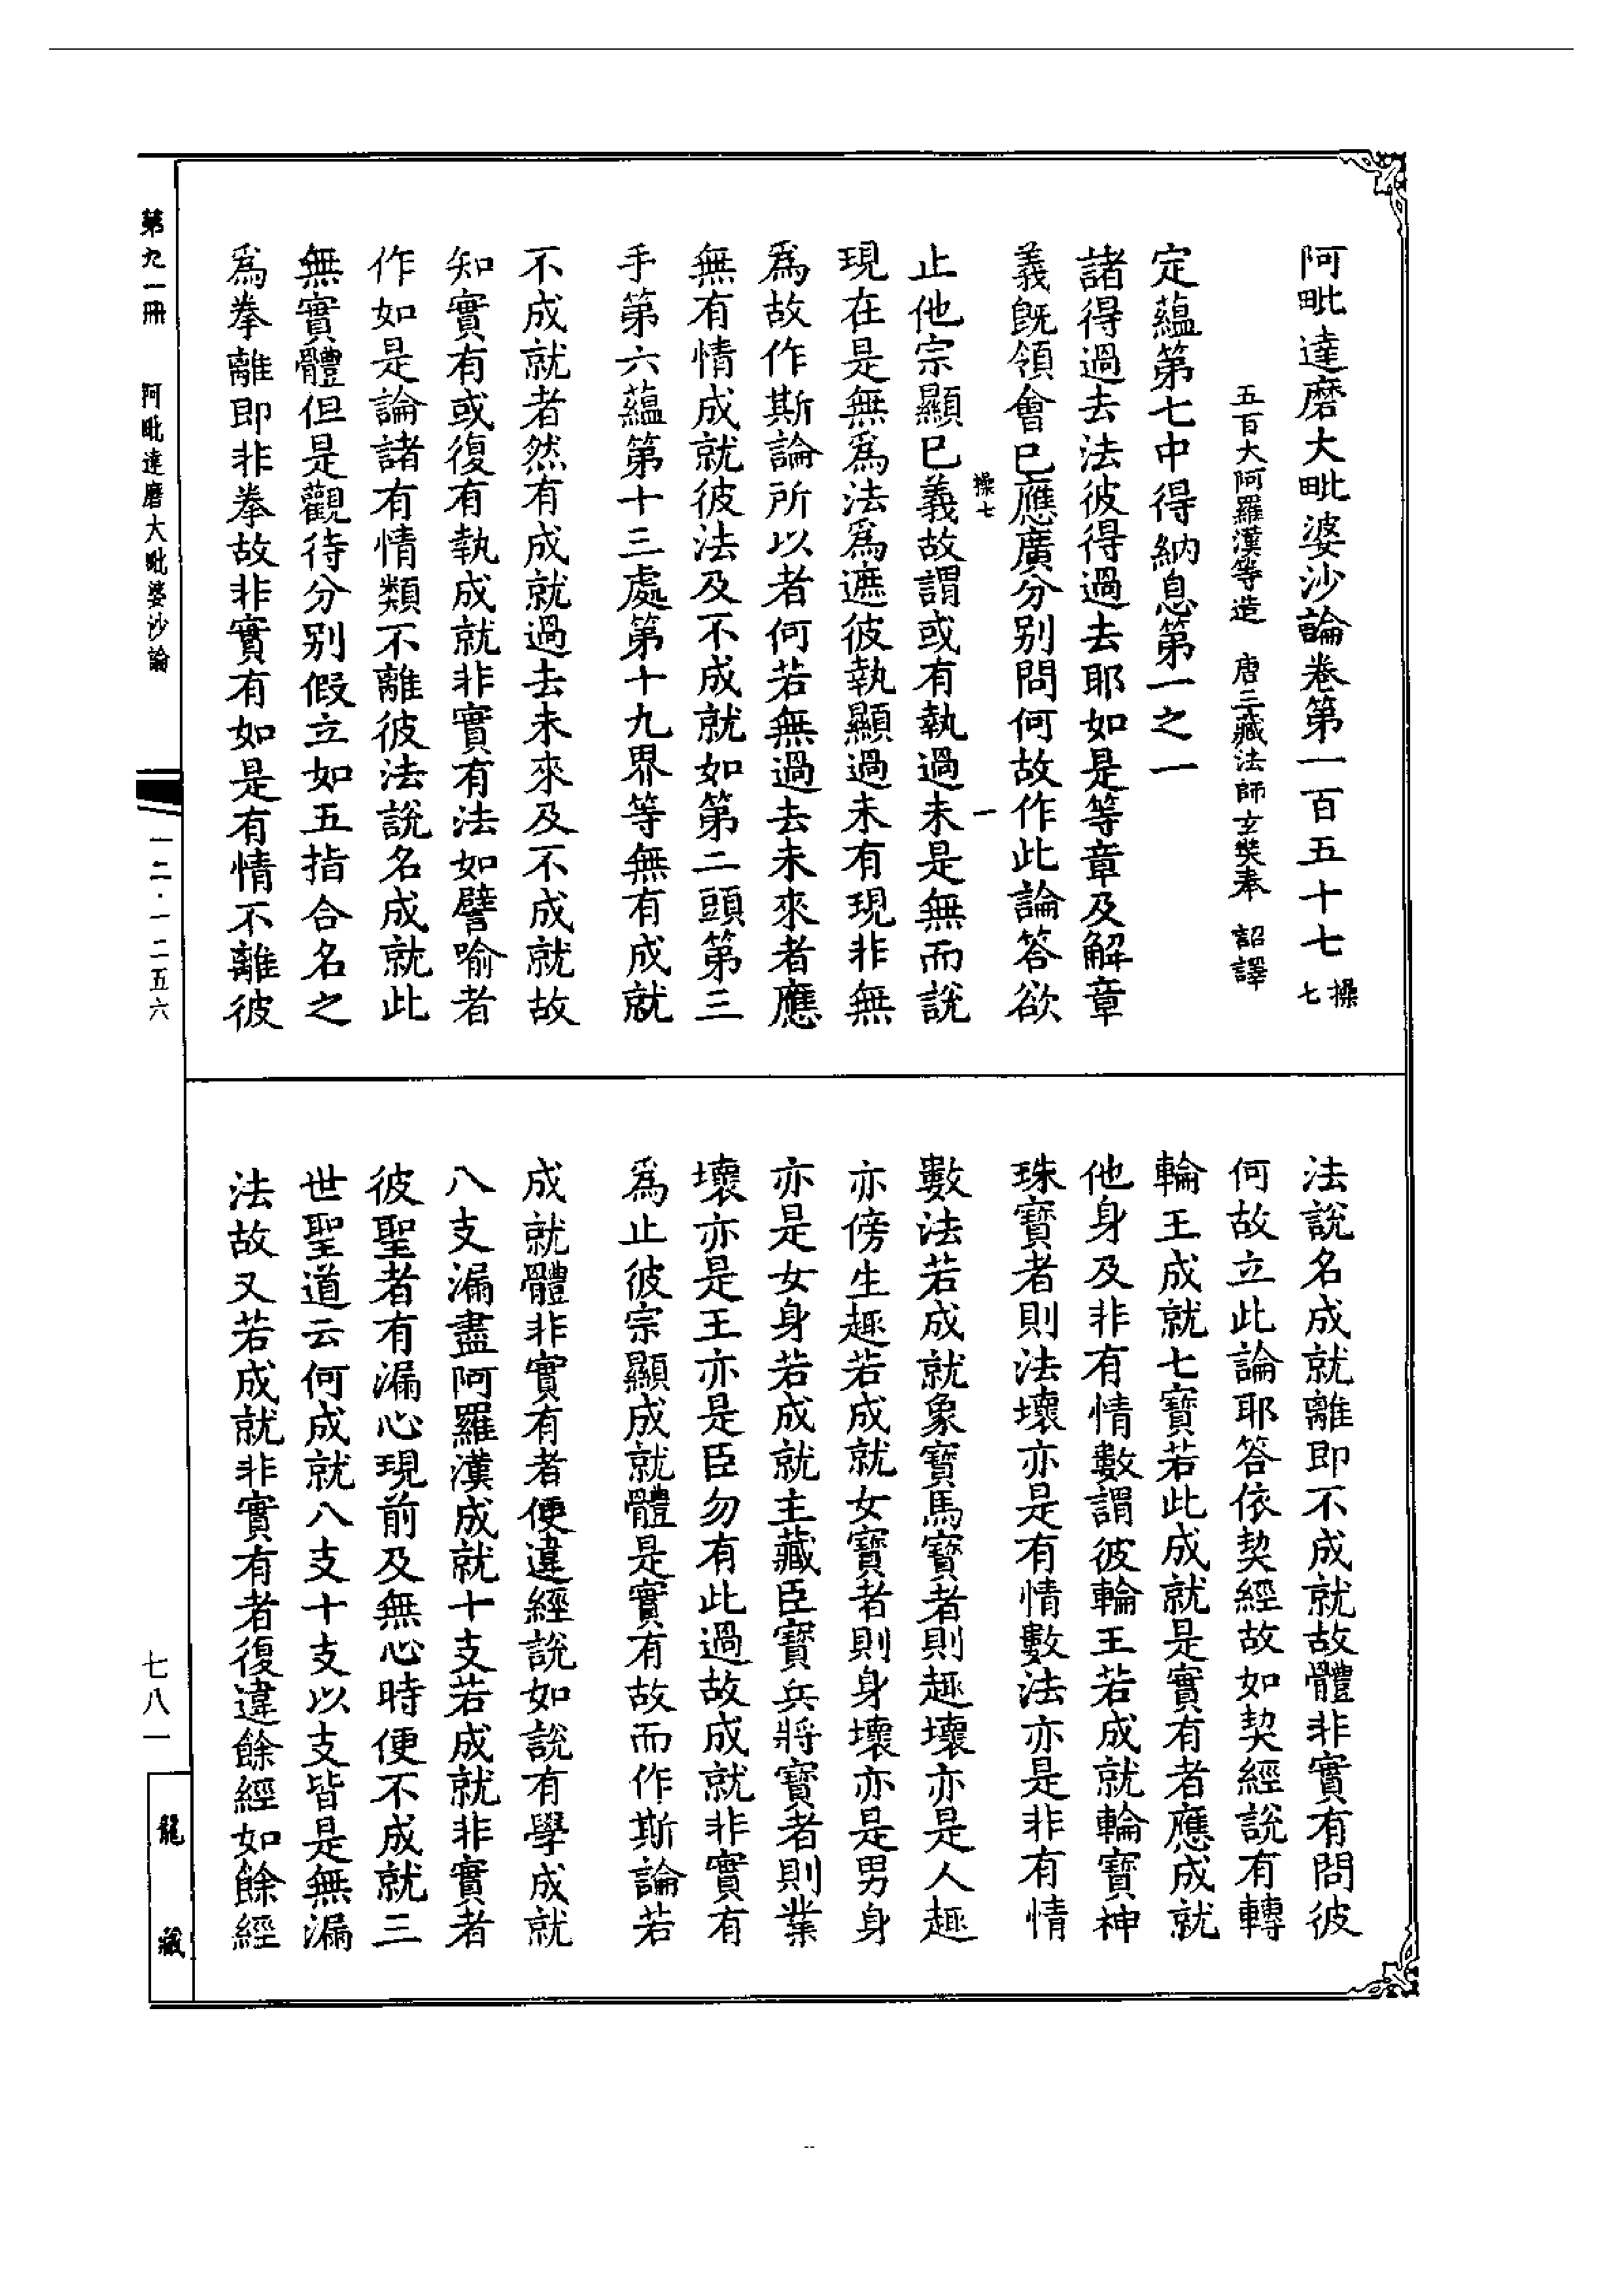 阿毗達磨大毗婆沙論卷第一百五十七 操七
五百大阿羅漢等造 唐三藏法師玄奘奉 詔譯
定蘊第七中得納息第一之一
諸得過去法彼得過去耶如是等章及解章
義既領會已應廣分別問何故作此論答欲
操七 一
止他宗顯已義故謂或有執過未是無而說
現在是無為法為遮彼執顯過未有現非無
為故作斯論所以者何若無過去未來者應
無有情成就彼法及不成就如第二頭第三
手第六蘊第十三處第十九界等無有成就
不成就者然有成就過去未來及不成就故
知實有或復有執成就非實有法如譬喻者
作如是論諸有情類不離彼法說名成就此
無實體但是觀待分別假立如五指合名之
為拳離即非拳故非實有如是有情不離彼
法說名成就離即不成就故體非實有問彼
何故立此論耶答依契經故如契經說有轉
輪王成就七寶若此成就是實有者應成就
他身及非有情數謂彼輪王若成就輪寶神
珠寶者則法壞亦是有情數法亦是非有情
數法若成就象寶馬寶者則趣壞亦是人趣
亦傍生趣若成就女寶者則身壞亦是男身
亦是女身若成就主藏臣寶兵將寶者則業
壞亦是王亦是臣勿有此過故成就非實有
為止彼宗顯成就體是實有故而作斯論若
成就體非實有者便違經說如說有學成就
八支漏盡阿羅漢成就十支若成就非實者
彼聖者有漏心現前及無心時便不成就三
世聖道云何成就八支十支以支皆是無漏
法故又若成就非實有者復違餘經如餘經
第九一冊 阿毗達磨大毗婆沙論
一二·一二五六
七八一
龍藏